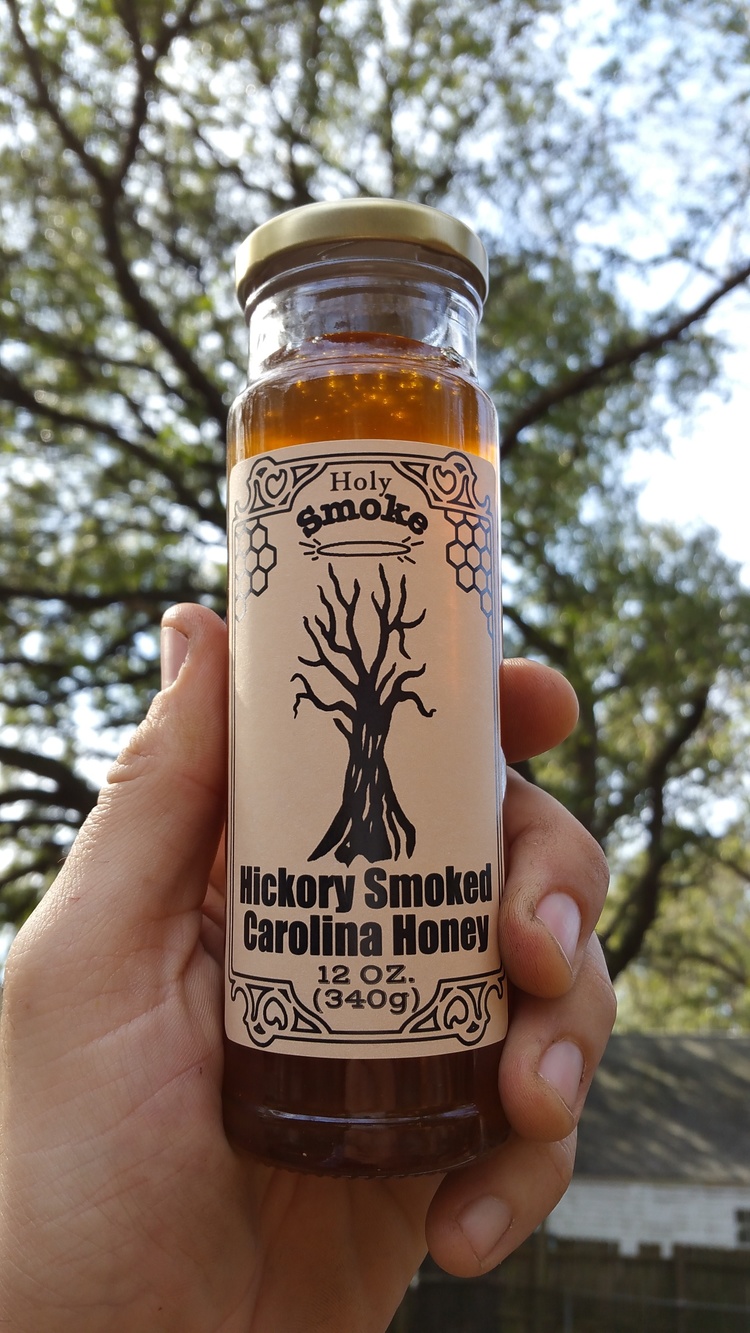 Holy
Smoke
Hickory Smoked
Carolina Honey
12 OZ.
(340g)